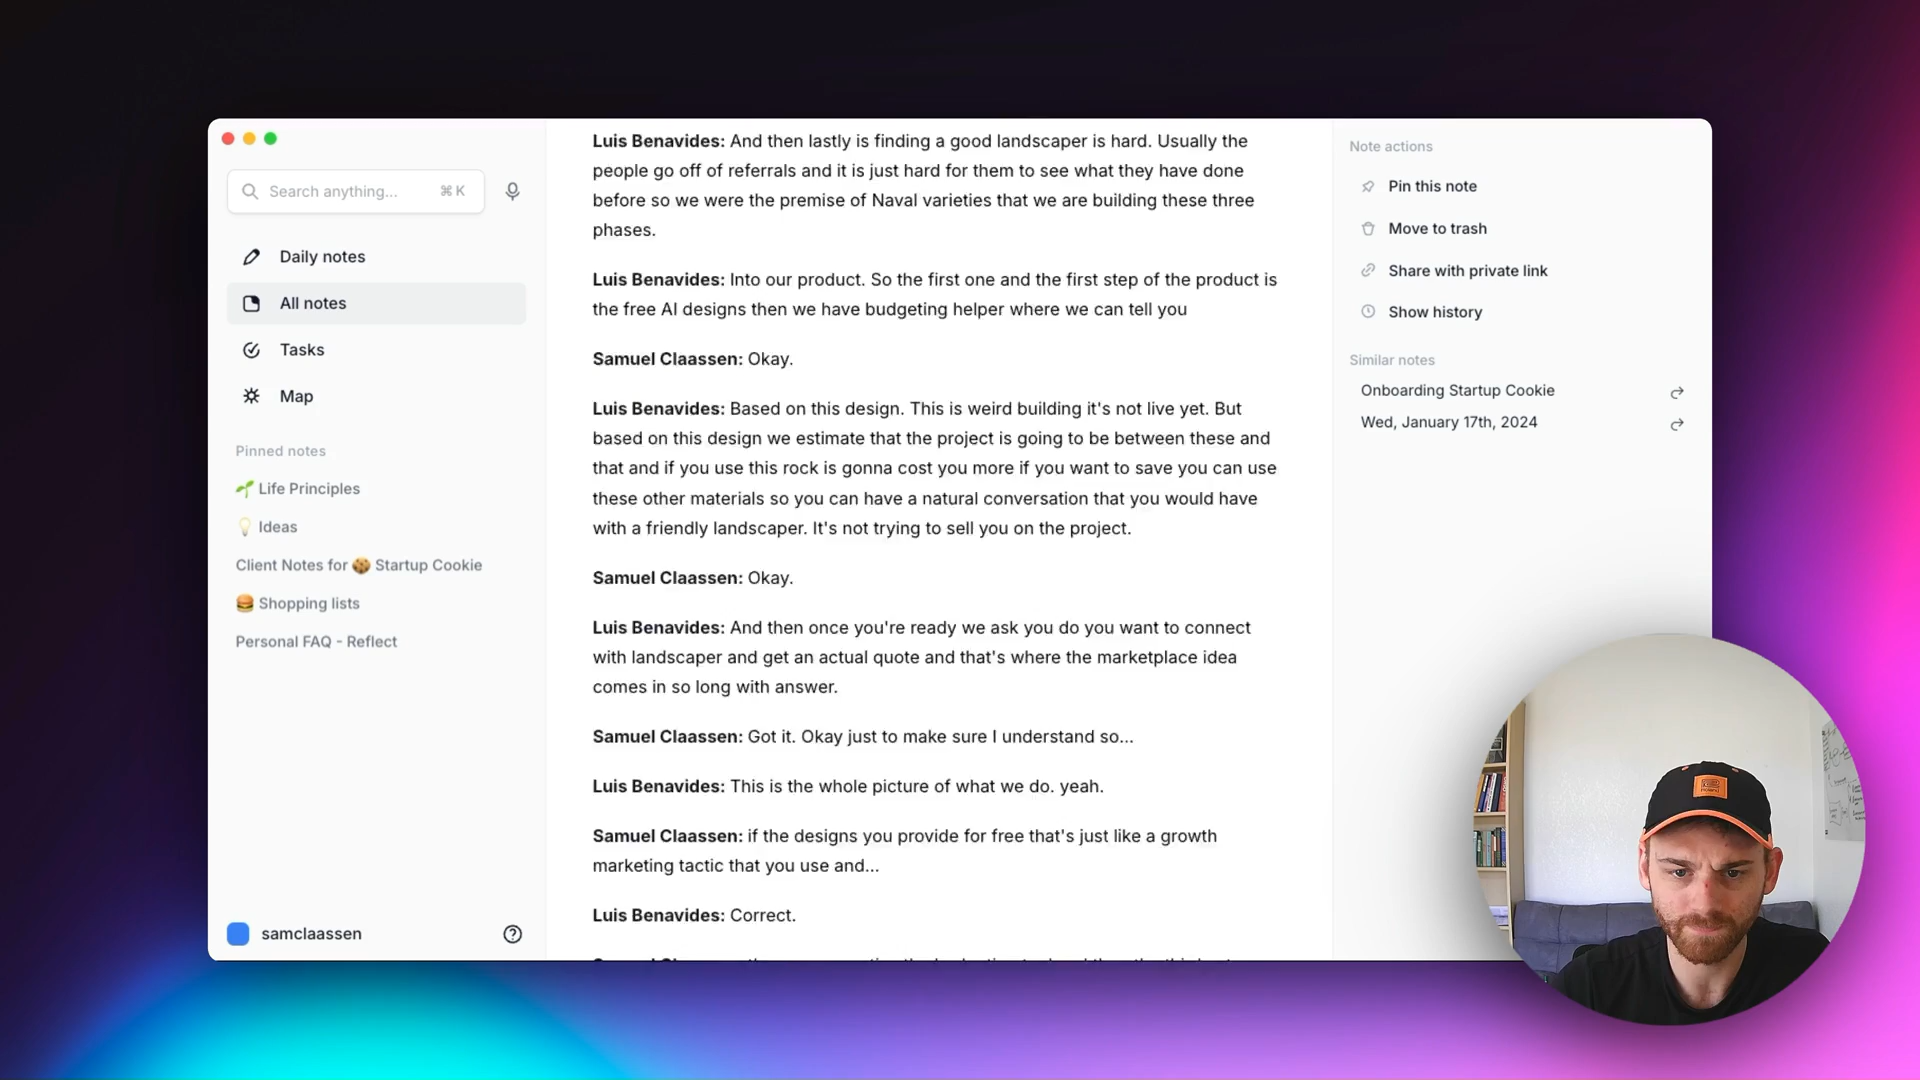 Search anything...
⌘ K
Daily notes
All notes
Tasks
Map
Pinned notes
🌱 Life Principles
💡 Ideas
Client Notes for 🍪 Startup Cookie
🍔 Shopping lists
Personal FAQ - Reflect
samclaassen
Luis Benavides: And then lastly is finding a good landscaper is hard. Usually the
people go off of referrals and it is just hard for them to see what they have done
before so we were the premise of Naval varieties that we are building these three
phases.
Luis Benavides: Into our product. So the first one and the first step of the product is
the free AI designs then we have budgeting helper where we can tell you
Samuel Claassen: Okay.
Luis Benavides: Based on this design. This is weird building it's not live yet. But
based on this design we estimate that the project is going to be between these and
that and if you use this rock is gonna cost you more if you want to save you can use
these other materials so you can have a natural conversation that you would have
with a friendly landscaper. It's not trying to sell you on the project.
Samuel Claassen: Okay.
Luis Benavides: And then once you're ready we ask you do you want to connect
with landscaper and get an actual quote and that's where the marketplace idea
comes in so long with answer.
Samuel Claassen: Got it. Okay just to make sure I understand so...
Luis Benavides: This is the whole picture of what we do. yeah.
Samuel Claassen: if the designs you provide for free that's just like a growth
marketing tactic that you use and...
Luis Benavides: Correct.
Note actions
Pin this note
Move to trash
Share with private link
Show history
Similar notes
Onboarding Startup Cookie
Wed, January 17th, 2024